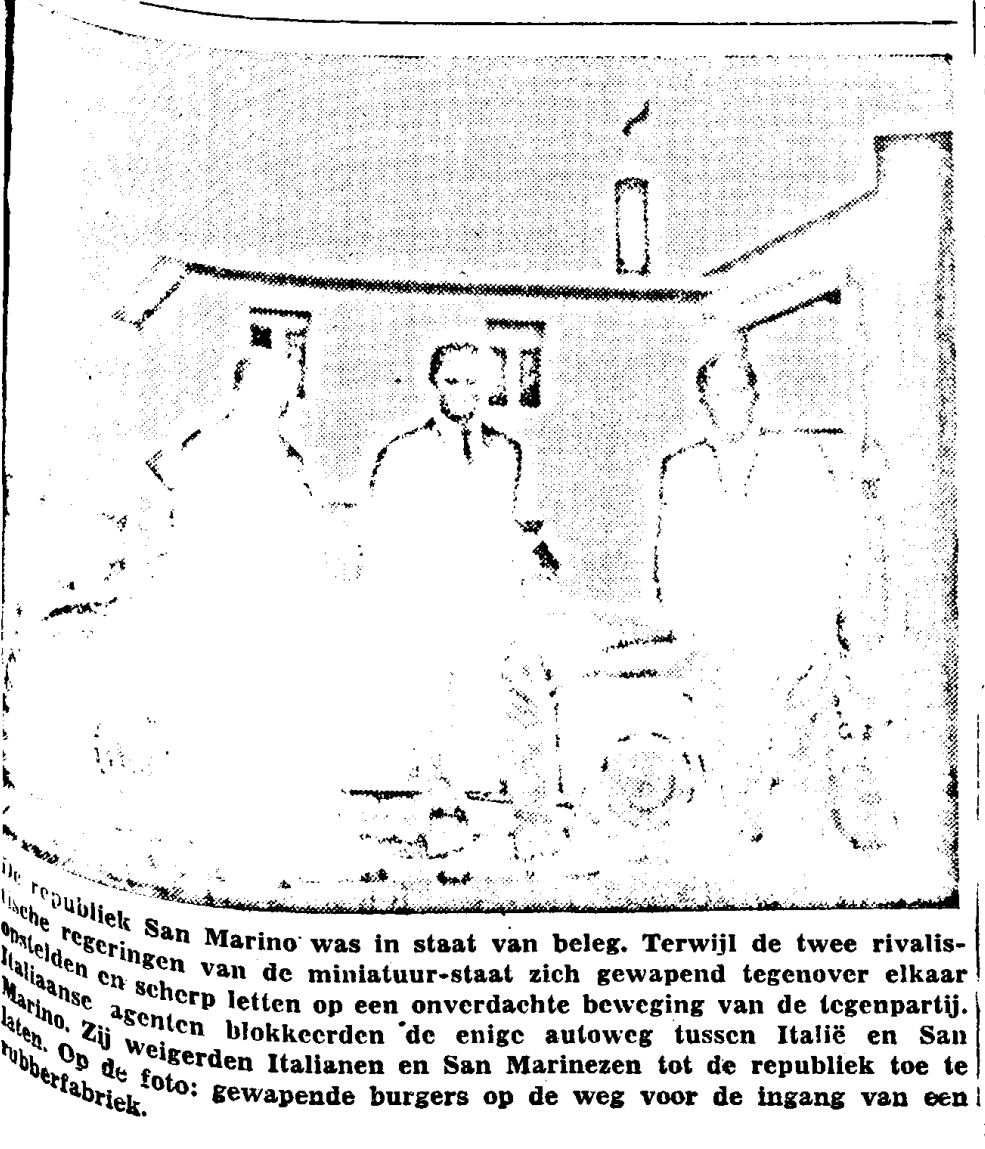 De republiek San Marino was in staat van beleg. Terwijl de twee rivalis-
tische regeringen van de miniatuur-staat zich gewapend tegenover elkaar
opstelden en scherp letten op een onverdachte beweging van de tegenpartij.
Italiaanse agenten blokkeerden de enige autoweg tussen Italië en San
Marino. Zij weigerden Italianen en San Marinezen tot de republiek toe te
laten. Op de foto: gewapende burgers op de weg voor de ingang van een
rubberfabriek.